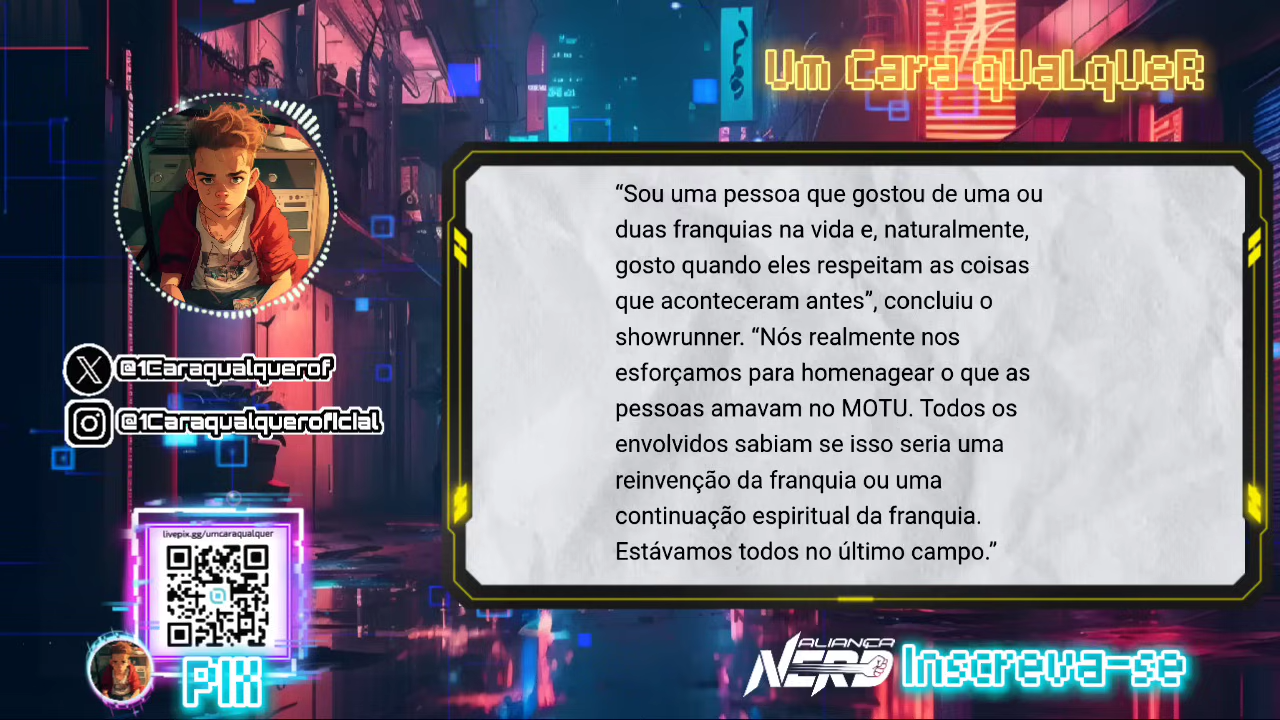 Um Cara qUaLqUeR
“Sou uma pessoa que gostou de uma ou
duas franquias na vida e, naturalmente,
gosto quando eles respeitam as coisas
que aconteceram antes”, concluiu o
showrunner. “Nós realmente nos
esforçamos para homenagear o que as
pessoas amavam no MOTU. Todos os
envolvidos sabiam se isso seria uma
reinvenção da franquia ou uma
continuação espiritual da franquia.
Estávamos todos no último campo.”
@1Caraqualquerof
@1Caraqualqueroficial
livepix.gg/umcaraqualquer
PIX
ALIANÇA
NERD
Inscreva-se